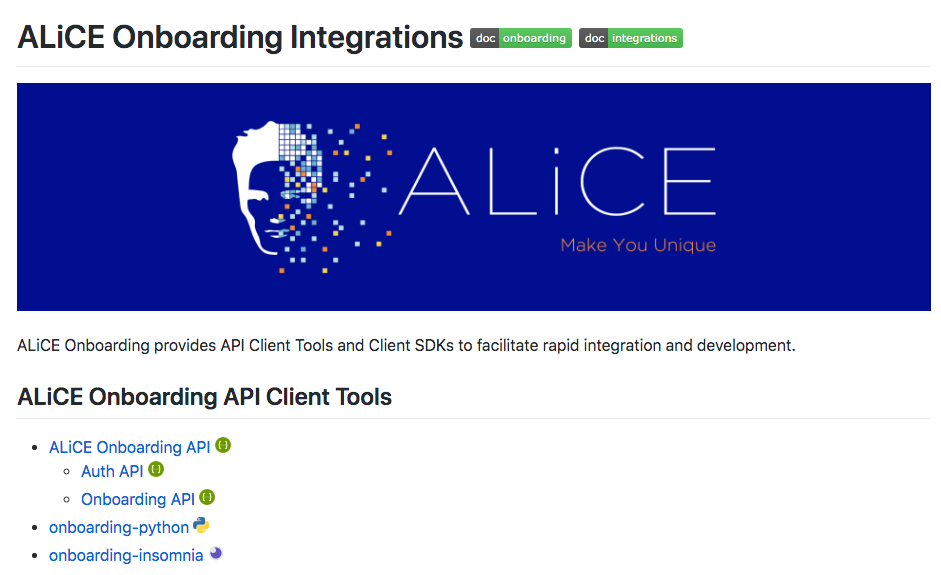 ALiCE Onboarding Integrations doc onboarding doc integrations
ALiCE
Make You Unique
ALiCE Onboarding provides API Client Tools and Client SDKs to facilitate rapid integration and development.
ALiCE Onboarding API Client Tools
ALiCE Onboarding API
Auth API
Onboarding API
onboarding-python
onboarding-insomnia